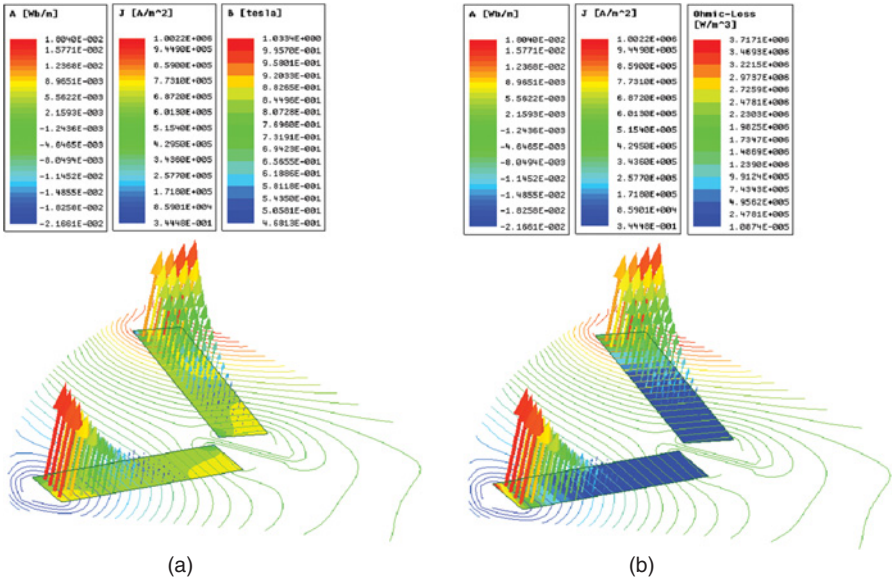 A [Wb/m]
1.8040E-002
1.5771E-002
1.2368E-002
8.9651E-003
5.5622E-003
2.1593E-003
-1.2436E-003
-4.6465E-003
-8.0494E-003
-1.1452E-002
-1.4855E-002
-1.8258E-002
-2.1661E-002
J [A/m^2]
1.0022E+006
9.4490E+005
8.5900E+005
7.7310E+005
6.8720E+005
6.0130E+005
5.1540E+005
4.2950E+005
3.4360E+005
2.5770E+005
1.7180E+005
8.5901E+004
3.4448E-001
B [tesla]
1.0334E+000
9.9570E-001
9.5801E-001
9.2033E-001
8.8265E-001
8.4496E-001
8.0728E-001
7.6960E-001
7.3191E-001
6.9423E-001
6.5655E-001
6.1886E-001
5.8118E-001
5.4350E-001
5.0581E-001
4.6813E-001
(a)
A [Wb/m]
1.8040E-002
1.5771E-002
1.2368E-002
8.9651E-003
5.5622E-003
2.1593E-003
-1.2436E-003
-4.6465E-003
-8.0494E-003
-1.1452E-002
-1.4855E-002
-1.8258E-002
-2.1661E-002
J [A/m^2]
1.0022E+006
9.4490E+005
8.5900E+005
7.7310E+005
6.8720E+005
6.0130E+005
5.1540E+005
4.2950E+005
3.4360E+005
2.5770E+005
1.7180E+005
8.5901E+004
3.4448E-001
Ohmic-Loss
[W/m^3]
3.7171E+006
3.4693E+006
3.2215E+006
2.9737E+006
2.7259E+006
2.4781E+006
2.2303E+006
1.9825E+006
1.7347E+006
1.4869E+006
1.2390E+006
9.9124E+005
7.4343E+005
4.9562E+005
2.4781E+005
1.0874E+005
(b)